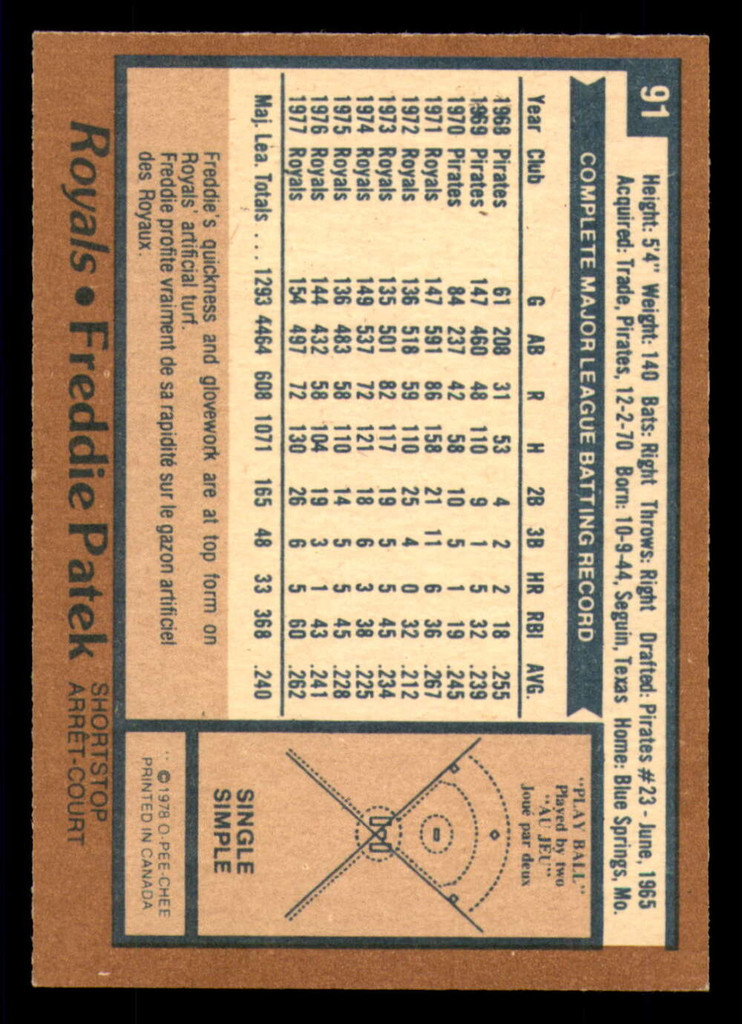 91
Height: 5'4" Weight: 140 Bats: Right Throws: Right Drafted: Pirates #23 - June, 1965
Acquired: Trade, Pirates, 12-2-70 Born: 10-9-44, Seguin, Texas Home: Blue Springs, Mo.
COMPLETE MAJOR LEAGUE BATTING RECORD
Year Club G AB R H 2B 3B HR RBI AVG.
1968 Pirates 61 208 31 53 4 2 2 18 .255
1969 Pirates 147 460 48 110 9 1 5 32 .239
1970 Pirates 84 237 42 58 10 5 1 19 .245
1971 Royals 147 591 86 158 21 11 6 36 .267
1972 Royals 136 518 59 110 25 4 0 32 .212
1973 Royals 135 501 82 117 19 5 5 45 .234
1974 Royals 149 537 72 121 18 6 3 38 .225
1975 Royals 136 483 58 110 14 5 5 45 .228
1976 Royals 144 432 58 104 19 3 1 43 .241
1977 Royals 154 497 72 130 26 6 5 60 .262
Maj. Lea. Totals ... 1293 4464 608 1071 165 48 33 368 .240
Freddie's quickness and glovework are at top form on
Royals' artificial turf.
Freddie profite vraiment de sa rapidité sur le gazon artificiel
des Royaux.
"PLAY BALL"
Played by two
"AU JEU"
Joué par deux
SINGLE
SIMPLE
** ©1978 O-PEE-CHEE
PRINTED IN CANADA
Royals • Freddie Patek
SHORTSTOP
ARRÊT-COURT